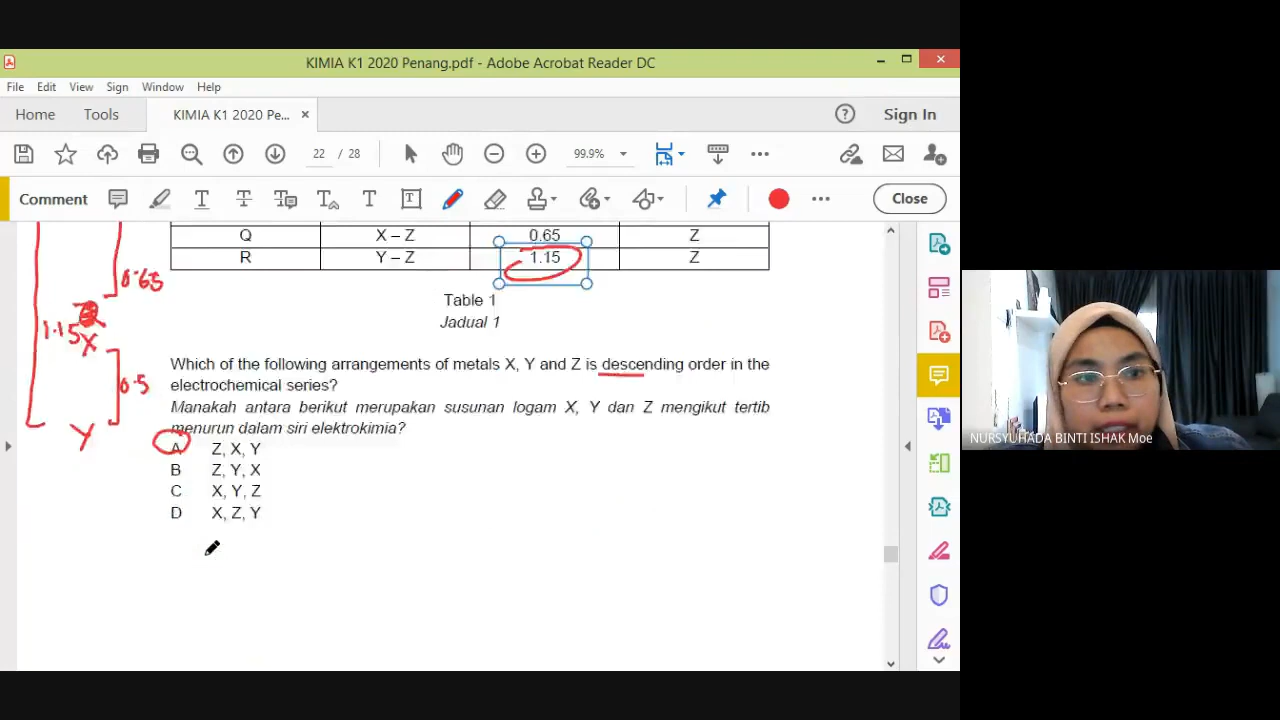 KIMIA K1 2020 Penang.pdf - Adobe Acrobat Reader DC
File Edit View Sign Window Help
Home Tools KIMIA K1 2020 Pe... × Sign In
22 / 28 99.9%
Comment Close
Q X – Z 0.65 Z
R Y – Z 1.15 Z
0.65
Table 1
Jadual 1
1.15
X
Which of the following arrangements of metals X, Y and Z is descending order in the
electrochemical series?
0.5
Manakah antara berikut merupakan susunan logam X, Y dan Z mengikut tertib
menurun dalam siri elektrokimia?
Y
A Z, X, Y
B Z, Y, X
C X, Y, Z
D X, Z, Y
NURSYUHADA BINTI ISHAK Moe